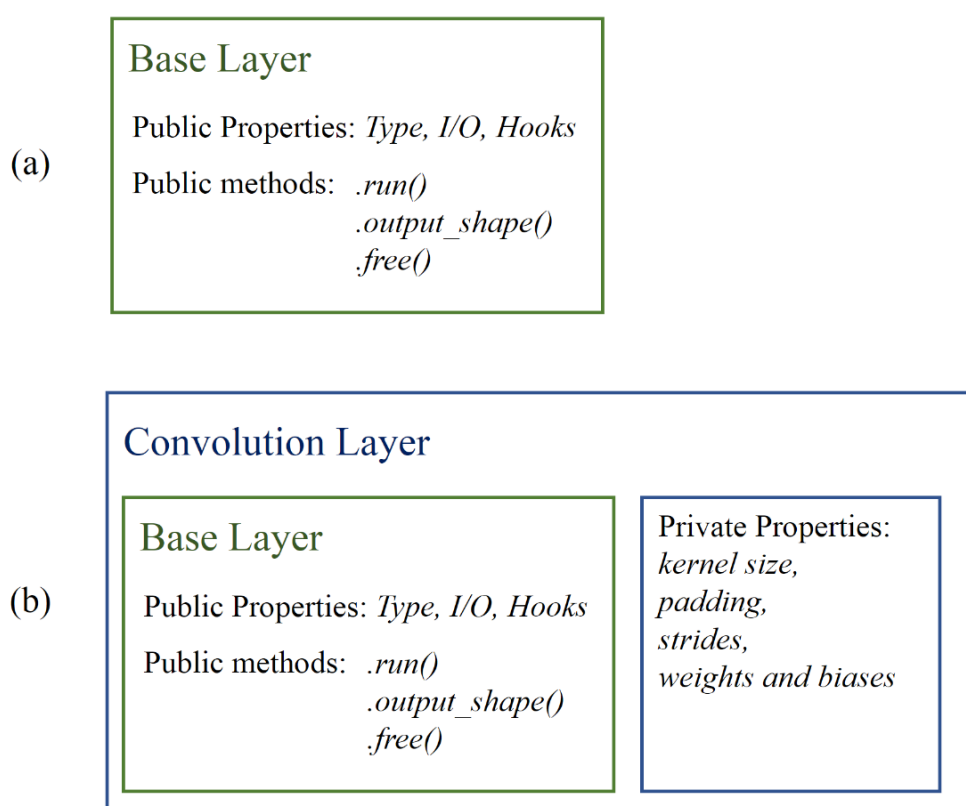 Base Layer
Public Properties: Type, I/O, Hooks
(a)
Public methods: .run()
.output_shape()
.free()
Convolution Layer
Base Layer
Public Properties: Type, I/O, Hooks
(b)
Public methods: .run()
.output_shape()
.free()
Private Properties:
kernel size,
padding,
strides,
weights and biases